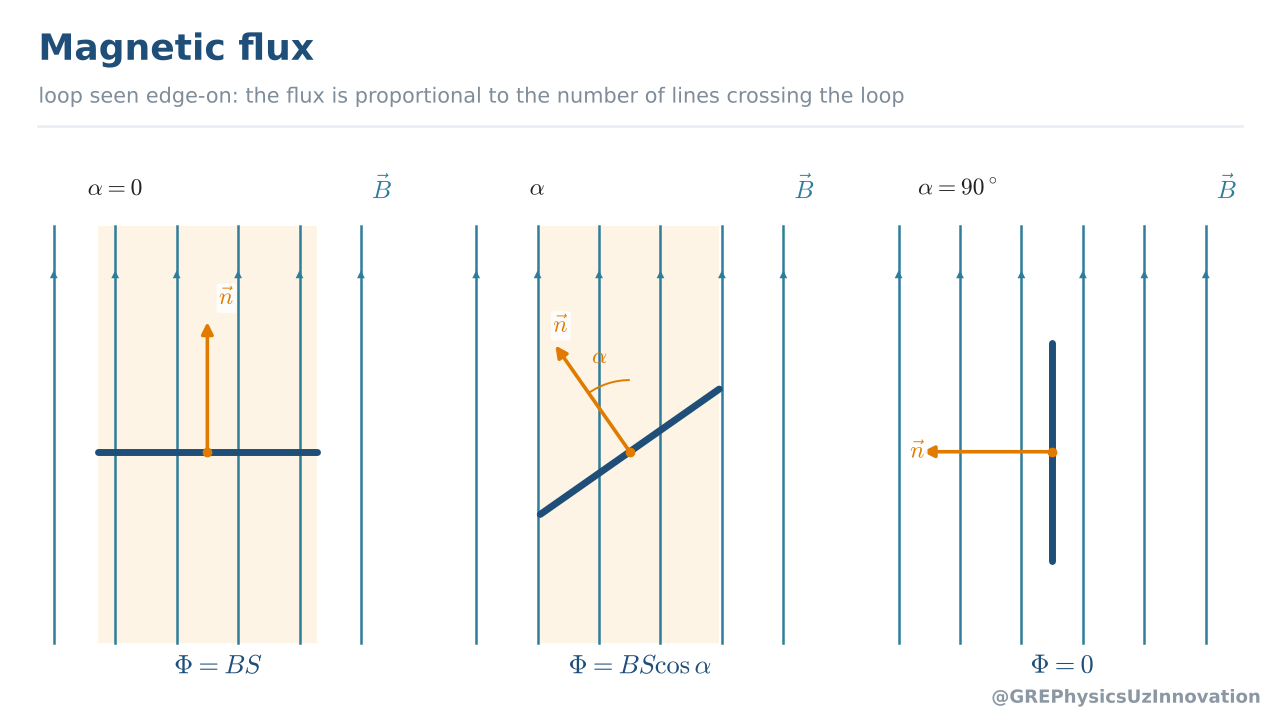 Magnetic flux
loop seen edge-on: the flux is proportional to the number of lines crossing the loop
α = 0
B⃗
α
B⃗
α = 90°
B⃗
n⃗
n⃗
α
n⃗
Φ = BS
Φ = BS cos α
Φ = 0
@GREPhysicsUzInnovation